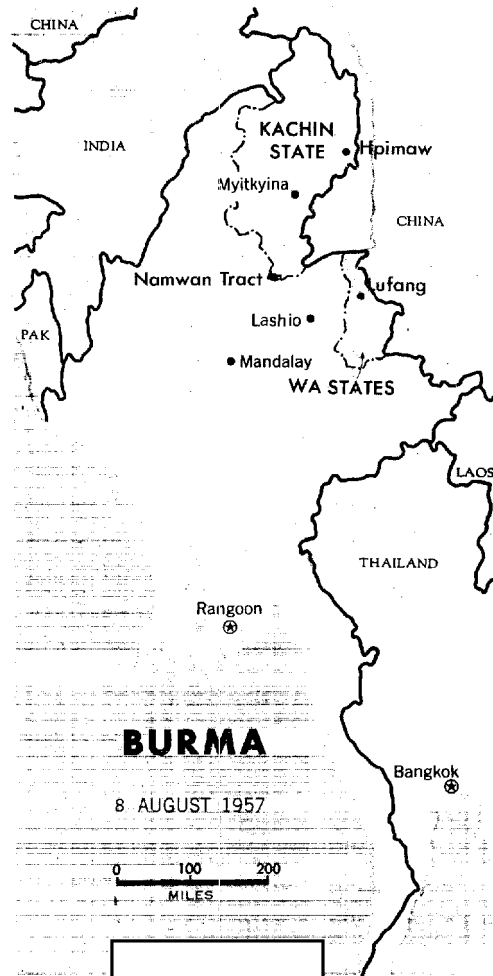 CHINA
KACHIN
STATE
Hpimaw
INDIA
Myitkyina
CHINA
Namwan Tract
Lufang
Lashio
PAK
Mandalay
WA STATES
LAOS
THAILAND
Rangoon
BURMA
Bangkok
8 AUGUST 1957
0 100 200
MILES